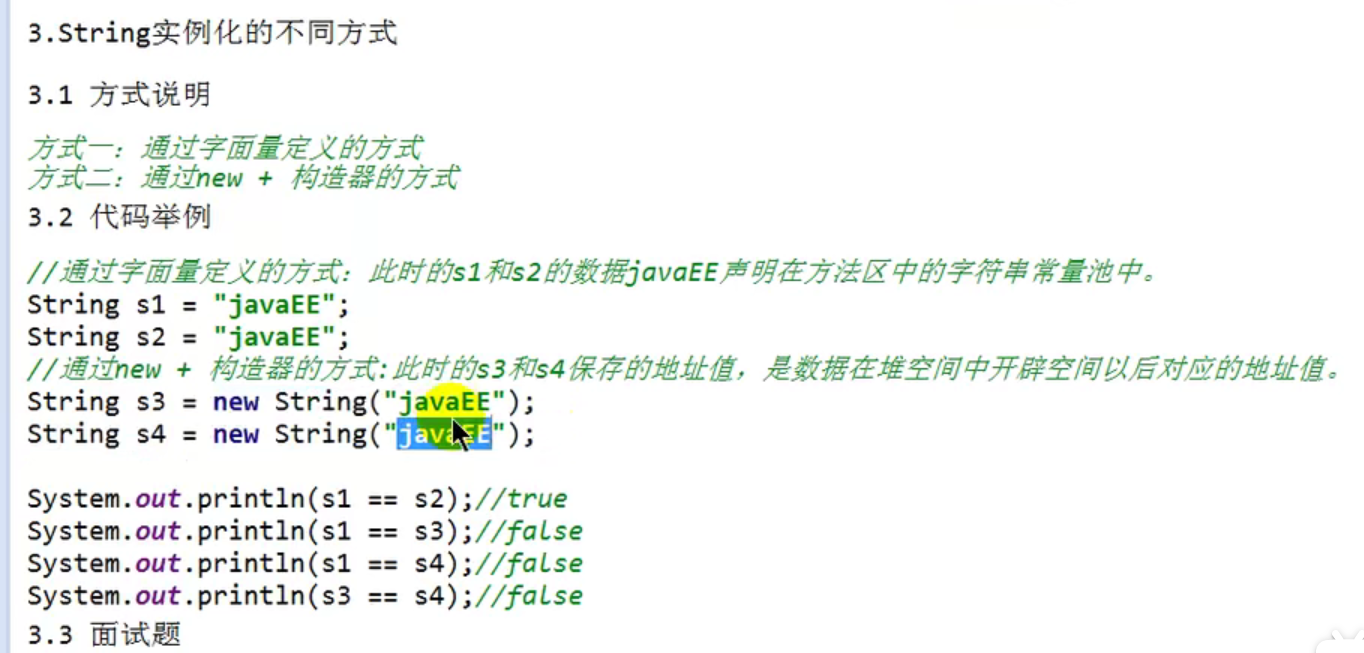 3.String实例化的不同方式
3.1 方式说明
方式一：通过字面量定义的方式
方式二：通过new + 构造器的方式
3.2 代码举例
//通过字面量定义的方式：此时的s1和s2的数据javaEE声明在方法区中的字符串常量池中。
String s1 = "javaEE";
String s2 = "javaEE";
//通过new + 构造器的方式:此时的s3和s4保存的地址值，是数据在堆空间中开辟空间以后对应的地址值。
String s3 = new String("javaEE");
String s4 = new String("javaEE");
System.out.println(s1 == s2);//true
System.out.println(s1 == s3);//false
System.out.println(s1 == s4);//false
System.out.println(s3 == s4);//false
3.3 面试题